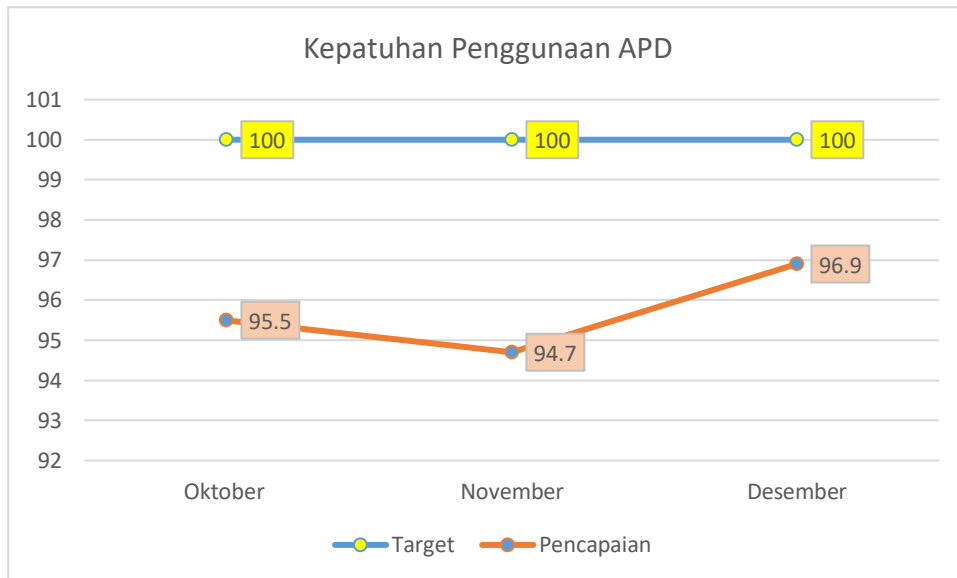 Kepatuhan Penggunaan APD
101
100
99
98
97
96
95
94
93
92
100
100
100
95.5
94.7
96.9
Oktober
November
Desember
Target
Pencapaian